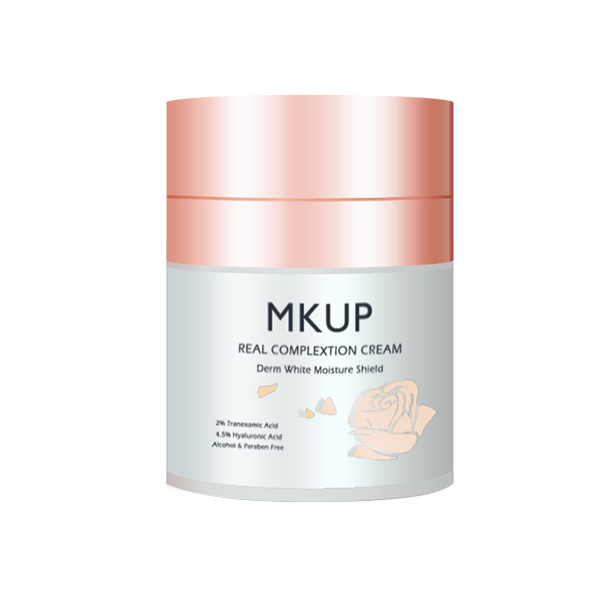 MKUP
REAL COMPLEXTION CREAM
Derm White Moisture Shield
2% Tranexamic Acid
4.5% Hyaluronic Acid
Alcohol & Paraben Free